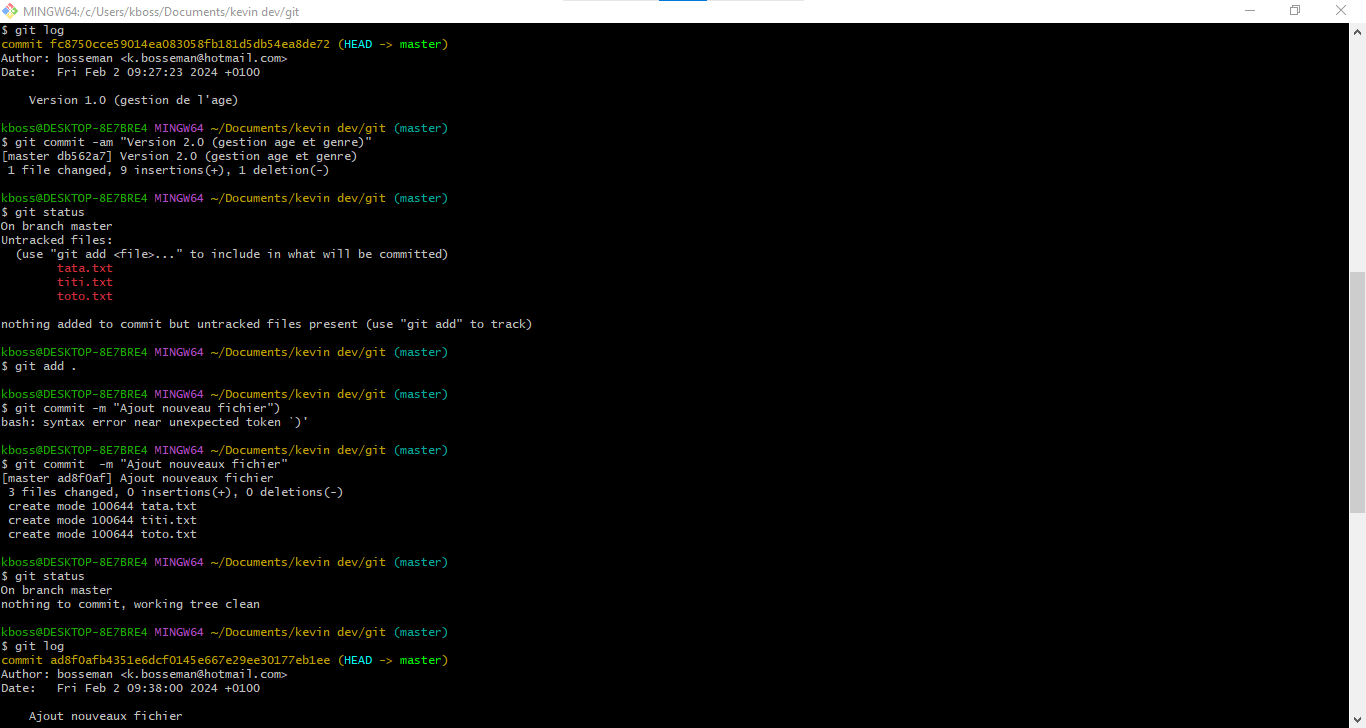 MINGW64:/c/Users/kboss/Documents/kevin dev/git
$ git log
commit fc8750cce59014ea083058fb181d5db54ea8de72 (HEAD -> master)
Author: bosseman <k.bosseman@hotmail.com>
Date:   Fri Feb 2 09:27:23 2024 +0100
    Version 1.0 (gestion de l'age)
kboss@DESKTOP-8E7BRE4 MINGW64 ~/Documents/kevin dev/git (master)
$ git commit -am "Version 2.0 (gestion age et genre)"
[master db562a7] Version 2.0 (gestion age et genre)
 1 file changed, 9 insertions(+), 1 deletion(-)
kboss@DESKTOP-8E7BRE4 MINGW64 ~/Documents/kevin dev/git (master)
$ git status
On branch master
Untracked files:
  (use "git add <file>..." to include in what will be committed)
        tata.txt
        titi.txt
        toto.txt
nothing added to commit but untracked files present (use "git add" to track)
kboss@DESKTOP-8E7BRE4 MINGW64 ~/Documents/kevin dev/git (master)
$ git add .
kboss@DESKTOP-8E7BRE4 MINGW64 ~/Documents/kevin dev/git (master)
$ git commit -m "Ajout nouveau fichier")
bash: syntax error near unexpected token `)'
kboss@DESKTOP-8E7BRE4 MINGW64 ~/Documents/kevin dev/git (master)
$ git commit  -m "Ajout nouveaux fichier"
[master ad8f0af] Ajout nouveaux fichier
 3 files changed, 0 insertions(+), 0 deletions(-)
 create mode 100644 tata.txt
 create mode 100644 titi.txt
 create mode 100644 toto.txt
kboss@DESKTOP-8E7BRE4 MINGW64 ~/Documents/kevin dev/git (master)
$ git status
On branch master
nothing to commit, working tree clean
kboss@DESKTOP-8E7BRE4 MINGW64 ~/Documents/kevin dev/git (master)
$ git log
commit ad8f0afb4351e6dcf0145e667e29ee30177eb1ee (HEAD -> master)
Author: bosseman <k.bosseman@hotmail.com>
Date:   Fri Feb 2 09:38:00 2024 +0100
    Ajout nouveaux fichier